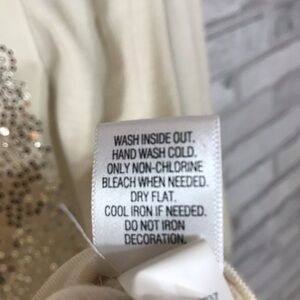 WASH INSIDE OUT.
HAND WASH COLD.
ONLY NON-CHLORINE
BLEACH WHEN NEEDED.
DRY FLAT.
COOL IRON IF NEEDED.
DO NOT IRON
DECORATION.